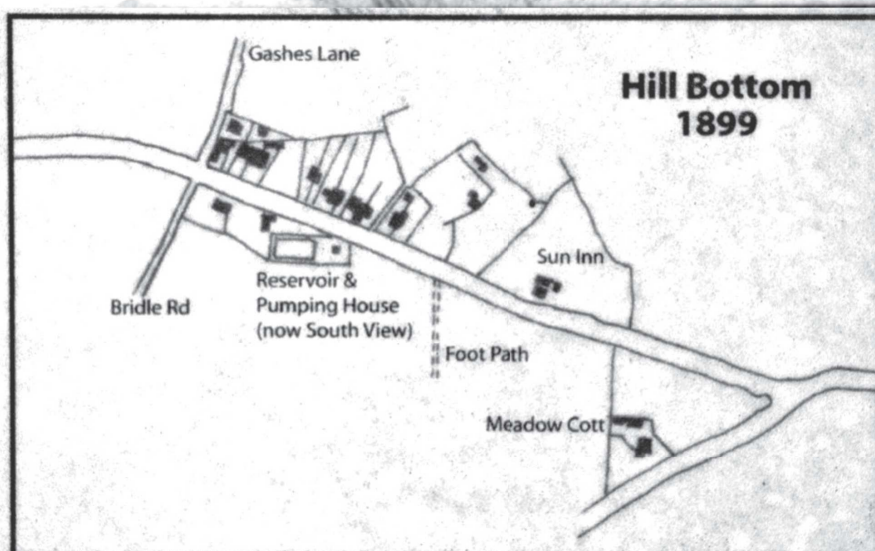 Gashes Lane
Hill Bottom
1899
Sun Inn
Reservoir &
Pumping House
(now South View)
Bridle Rd
Foot Path
Meadow Cott